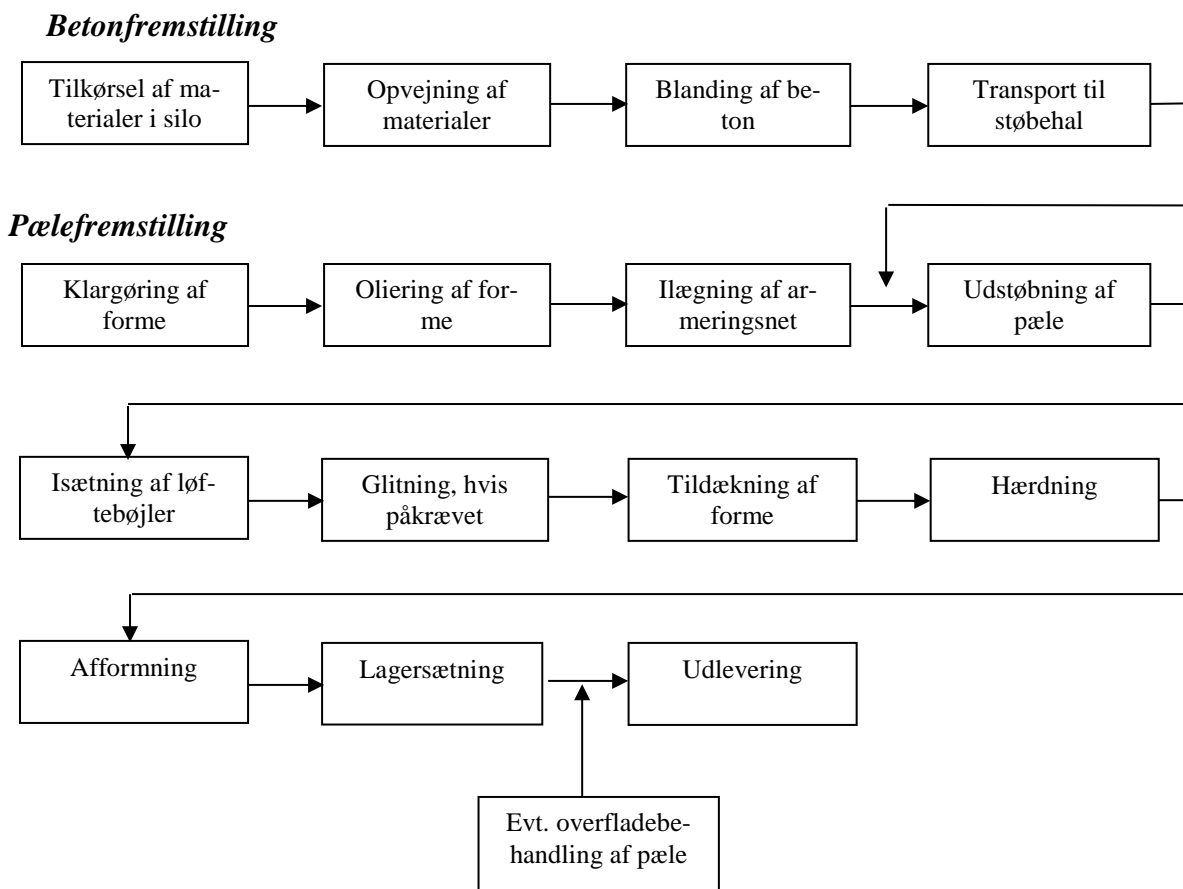 Betonfremstilling
Tilkørsel af ma-
terialer i silo
Opvejning af
materialer
Blanding af be-
ton
Transport til
støbehal
Pælefremstilling
Klargøring af
forme
Oliering af for-
me
Ilægning af ar-
meringsnet
Udstøbning af
pæle
Isætning af løf-
tebøjler
Glitning, hvis
påkrævet
Tildækning af
forme
Hærdning
Afformning
Lagersætning
Udlevering
Evt. overfladebe-
handling af pæle